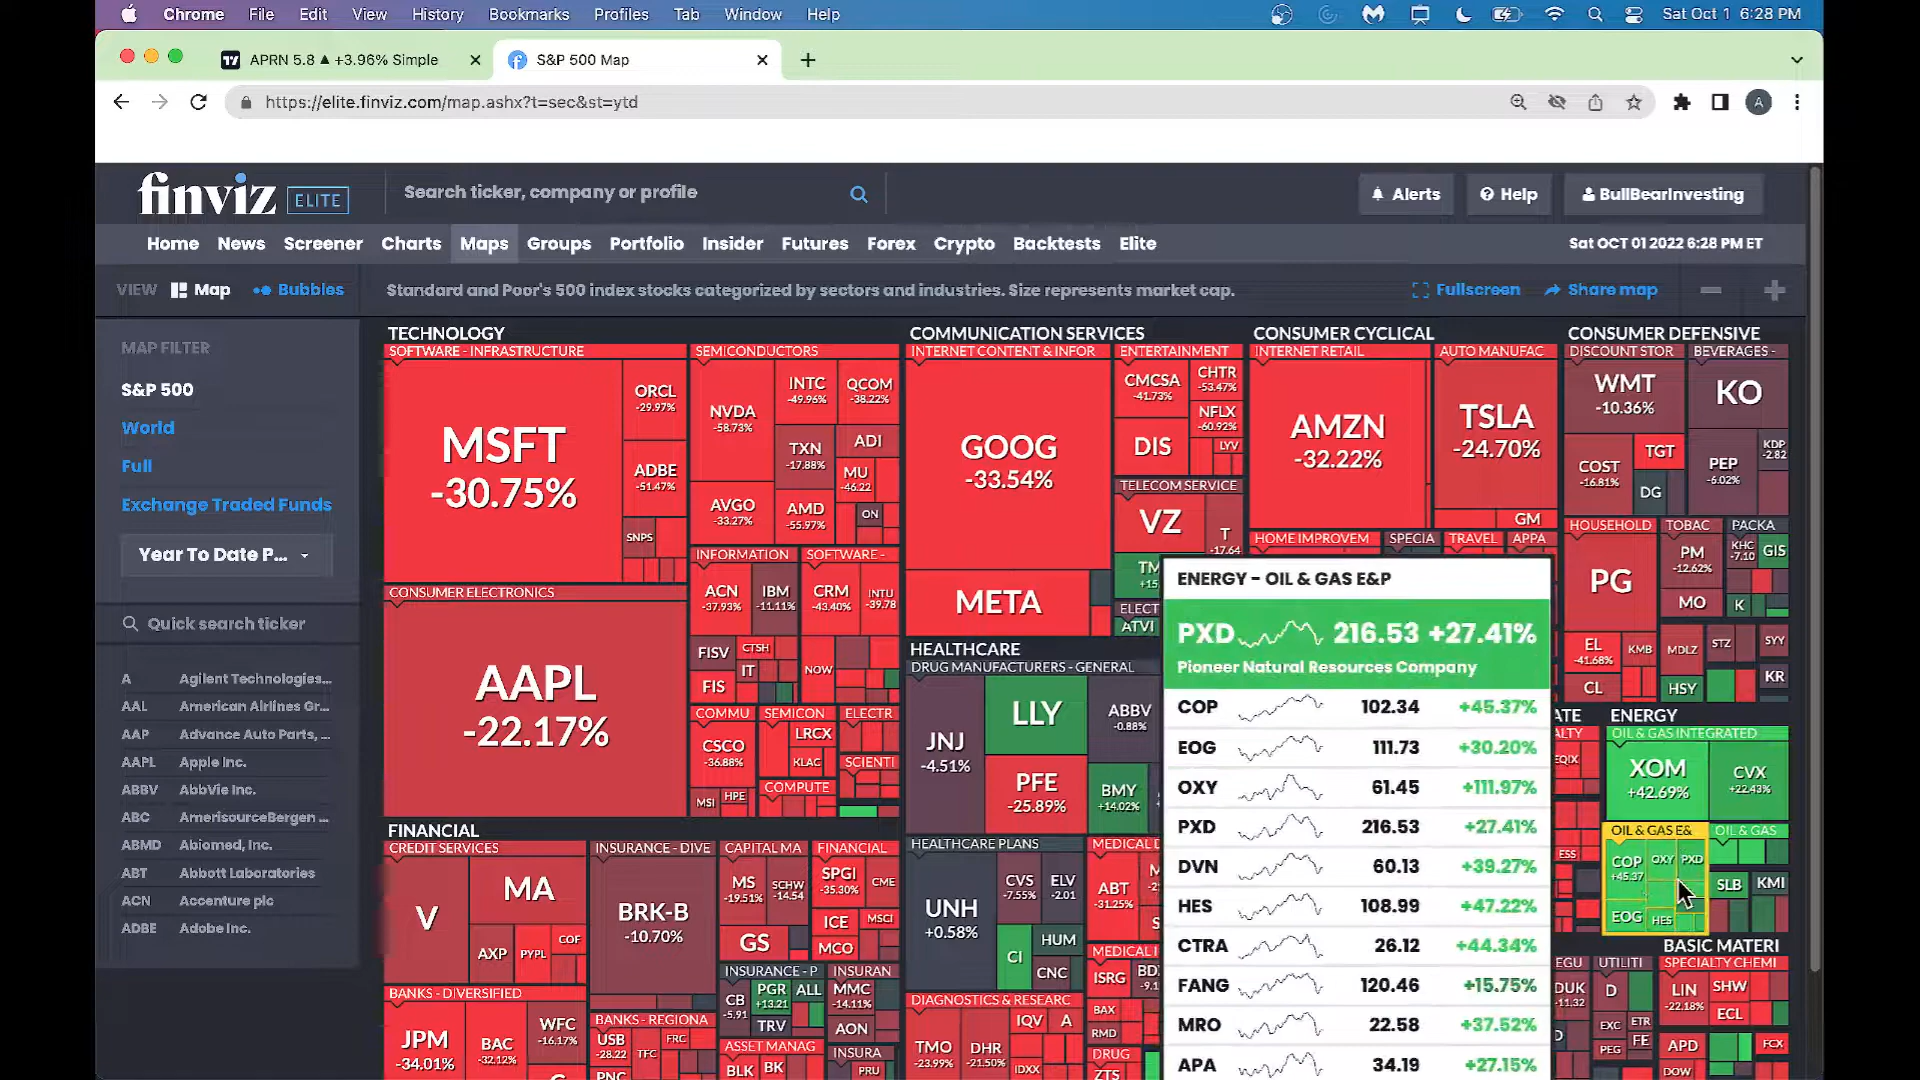 Chrome File Edit View History Bookmarks Profiles Tab Window Help Sat Oct 1 6:28 PM
APRN 5.8 ▲ +3.96% Simple
S&P 500 Map
https://elite.finviz.com/map.ashx?t=sec&st=ytd
A
finviz ELITE
Search ticker, company or profile
Alerts
Help
BullBearInvesting
Home News Screener Charts Maps Groups Portfolio Insider Futures Forex Crypto Backtests Elite
Sat OCT 01 2022 6:28 PM ET
VIEW Map Bubbles
Standard and Poor's 500 index stocks categorized by sectors and industries. Size represents market cap.
Fullscreen Share map
MAP FILTER
S&P 500
World
Full
Exchange Traded Funds
Year To Date P...
Quick search ticker
A Agilent Technologies...
AAL American Airlines Gr...
AAP Advance Auto Parts, ...
AAPL Apple Inc.
ABBV AbbVie Inc.
ABC AmerisourceBergen ...
ABMD Abiomed, Inc.
ABT Abbott Laboratories
ACN Accenture plc
ADBE Adobe Inc.
TECHNOLOGY
SOFTWARE - INFRASTRUCTURE
MSFT
-30.75%
ORCL
-29.97%
ADBE
-51.47%
SNPS
SEMICONDUCTORS
NVDA
-58.73%
INTC
-49.96%
QCOM
-38.22%
TXN
-17.88%
ADI
MU
-46.22
AVGO
-33.27%
AMD
-55.97%
ON
CONSUMER ELECTRONICS
AAPL
-22.17%
INFORMATION
ACN
-37.93%
IBM
-11.11%
FISV
CTSH
IT
FIS
SOFTWARE -
CRM
-43.40%
INTU
-39.78
NOW
COMMU
CSCO
-36.88%
MSI
SEMICON
LRCX
KLAC
ELECTR
SCIENTI
HPE
COMPUTE
COMMUNICATION SERVICES
INTERNET CONTENT & INFOR
GOOG
-33.54%
META
ENTERTAINMENT
CMCSA
-41.73%
CHTR
-53.47%
NFLX
-60.92%
DIS
LYV
TELECOM SERVICE
VZ
T
-17.64
TM
+15
ELECT
ATVI
CONSUMER CYCLICAL
INTERNET RETAIL
AMZN
-32.22%
AUTO MANUFAC
TSLA
-24.70%
GM
HOME IMPROVEM
SPECIA
TRAVEL
APPA
CONSUMER DEFENSIVE
DISCOUNT STOR
WMT
-10.36%
COST
-16.81%
TGT
DG
BEVERAGES -
KO
PEP
-6.02%
KDP
-2.82
HOUSEHOLD
PG
EL
-41.68%
KMB
CL
TOBAC
PM
-12.62%
MO
PACKA
KHC
-7.10
GIS
K
MDLZ
STZ
SYY
HSY
KR
HEALTHCARE
DRUG MANUFACTURERS - GENERAL
JNJ
-4.51%
LLY
ABBV
-0.88%
PFE
-25.89%
BMY
+14.02%
HEALTHCARE PLANS
UNH
+0.58%
CVS
-7.55%
ELV
-2.01
CI
HUM
CNC
MEDICAL D
ABT
-31.25%
MEDICAL I
ISRG
BD
-9.1
BAX
RMD
DIAGNOSTICS & RESEARC
TMO
-23.99%
DHR
-21.50%
IQV
A
IDXX
DRUG
ZTS
FINANCIAL
CREDIT SERVICES
V
MA
AXP
PYPL
COF
INSURANCE - DIVE
BRK-B
-10.70%
CAPITAL MA
MS
-19.51%
SCHW
-14.54
GS
FINANCIAL
SPGI
-35.30%
CME
ICE
MSCI
MCO
INSURANCE - P
CB
-5.91
PGR
+13.21
ALL
TRV
INSURAN
MMC
-14.11%
AON
BANKS - DIVERSIFIED
JPM
-34.01%
BAC
-32.12%
WFC
-16.17%
C
BANKS - REGIONA
USB
-28.22
TFC
FRC
PNC
ASSET MANAG
BLK
BK
INSURA
PRU
ENERGY – OIL & GAS E&P
PXD 216.53 +27.41%
Pioneer Natural Resources Company
COP 102.34 +45.37%
EOG 111.73 +30.20%
OXY 61.45 +111.97%
PXD 216.53 +27.41%
DVN 60.13 +39.27%
HES 108.99 +47.22%
CTRA 26.12 +44.34%
FANG 120.46 +15.75%
MRO 22.58 +37.52%
APA 34.19 +27.15%
ATE
ALTY
EQIX
ESS
ENERGY
OIL & GAS INTEGRATED
XOM
+42.69%
CVX
+22.43%
OIL & GAS E&
COP
+45.37
OXY
PXD
EOG
HES
OIL & GAS
SLB
KMI
EGU
DUK
-11.32
D
UTILITI
D
EXC
ETR
PEG
FE
BASIC MATERI
SPECIALTY CHEMI
LIN
-22.18%
SHW
ECL
APD
DOW
FCX